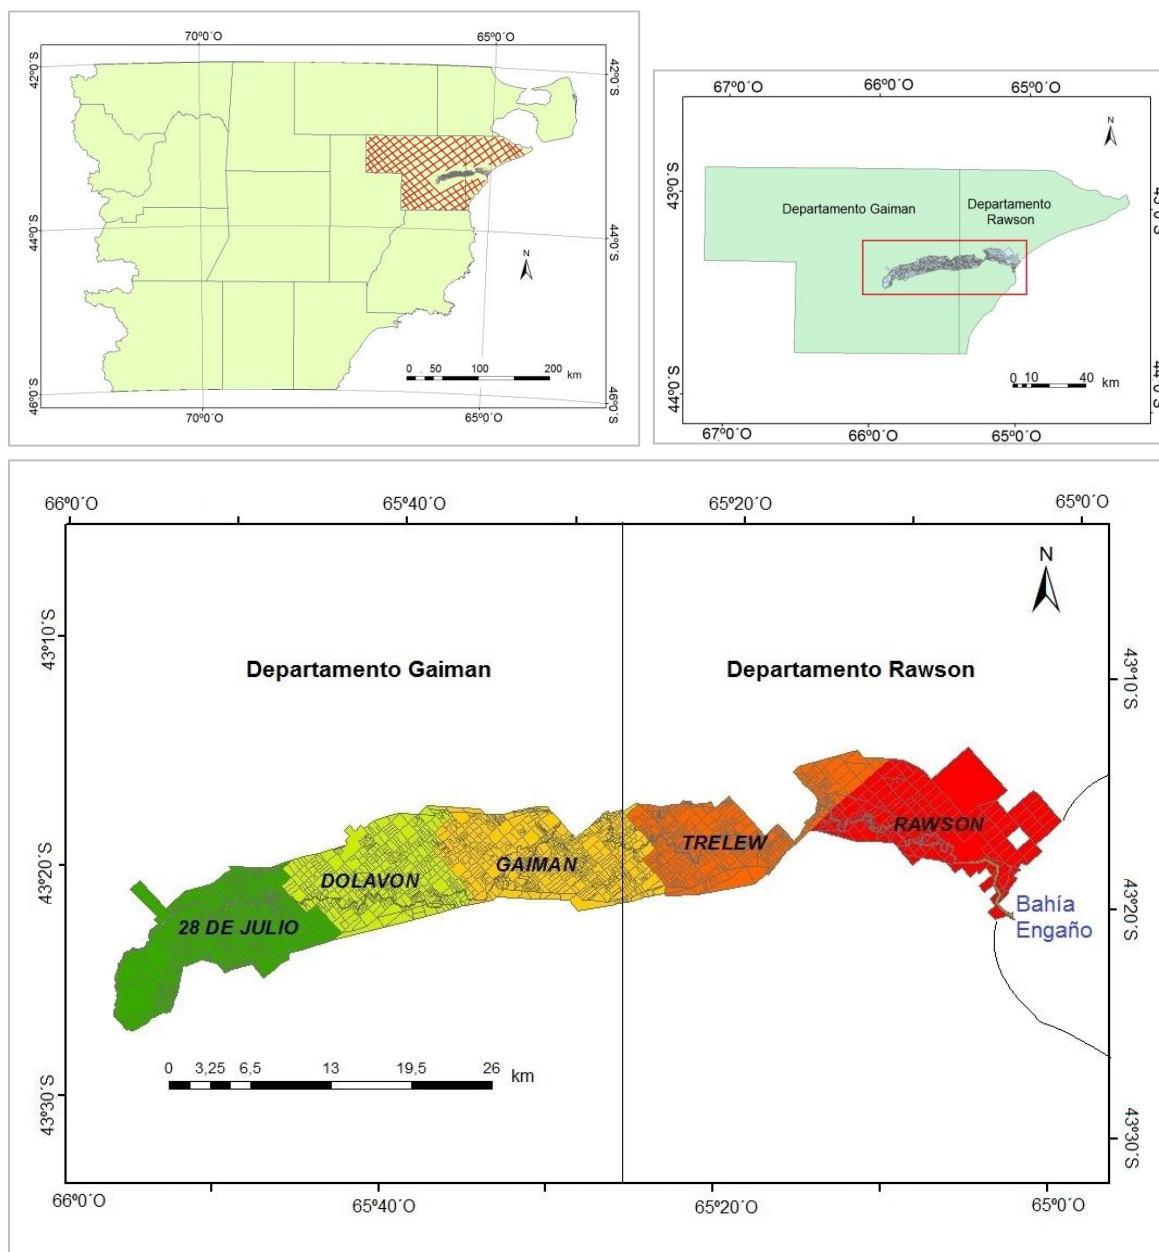 70º0´O
65º0´O
42º0´S
42º0´S
44º0´S
44º0´S
46º0´S
46º0´S
N
0 50 100 200
km
70º0´O
65º0´O
67º0´O
66º0´O
65º0´O
N
43º0´S
43º0´S
Departamento Gaiman
Departamento
Rawson
0 10 40
km
44º0´S
44º0´S
67º0´O
66º0´O
65º0´O
66º0´O
65º40´O
65º20´O
65º0´O
N
43º10´S
43º10´S
Departamento Gaiman
Departamento Rawson
RAWSON
TRELEW
GAIMAN
DOLAVON
28 DE JULIO
43º20´S
43º20´S
Bahía
Engaño
0 3,25 6,5 13 19,5 26
km
43º30´S
43º30´S
66º0´O
65º40´O
65º20´O
65º0´O